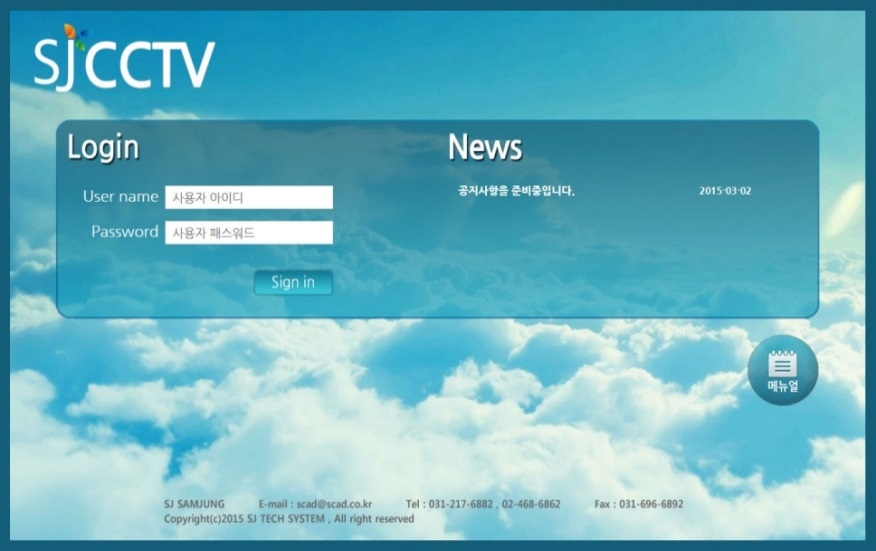 SJ CCTV
Login
News
User name 사용자 아이디
공지사항을 준비중입니다. 2015-03-02
Password 사용자 패스워드
Sign in
메뉴얼
SJ SAMJUNG E-mail : scad@scad.co.kr Tel : 031-217-6882 , 02-468-6862 Fax : 031-696-6892
Copyright(c)2015 SJ TECH SYSTEM , All right reserved